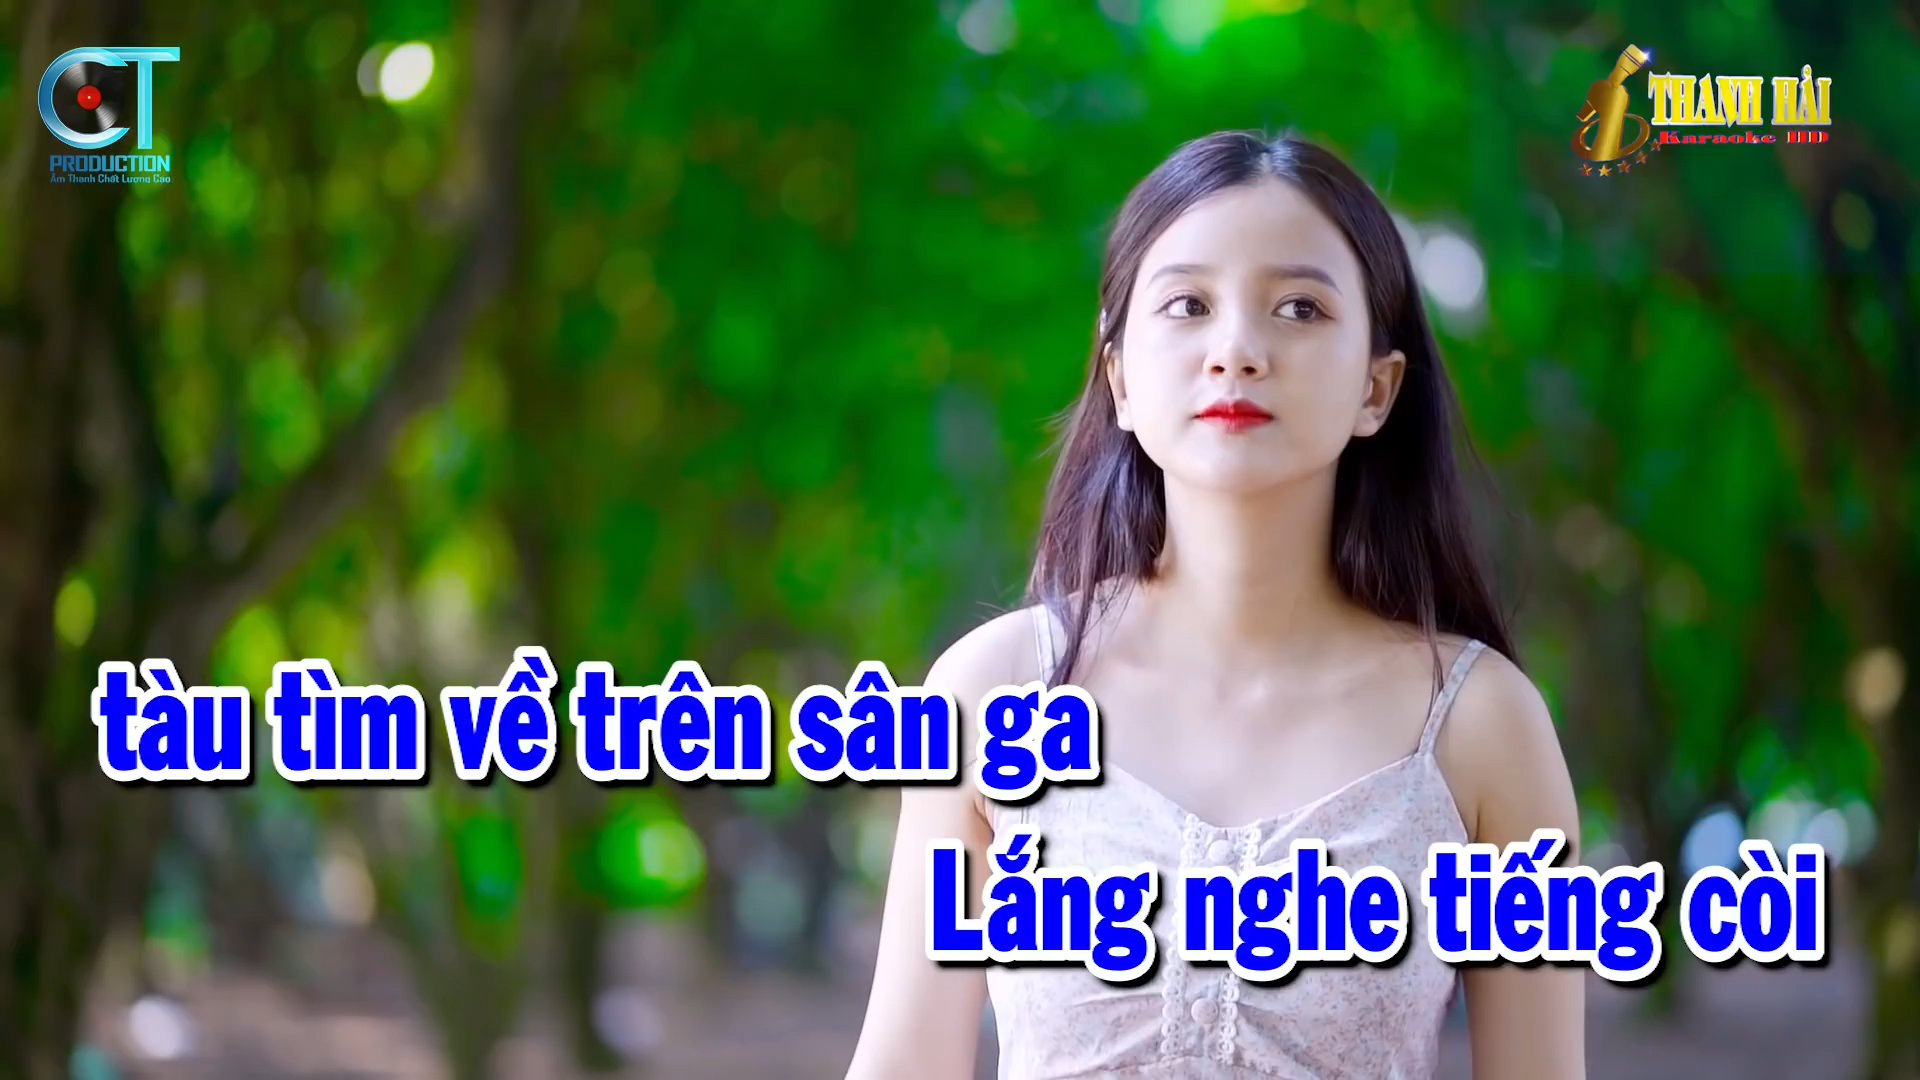 CT
PRODUCTION
Âm Thanh Chất Lượng Cao
THANH HẢI
Karaoke HD
tàu tìm về trên sân ga
Lắng nghe tiếng còi